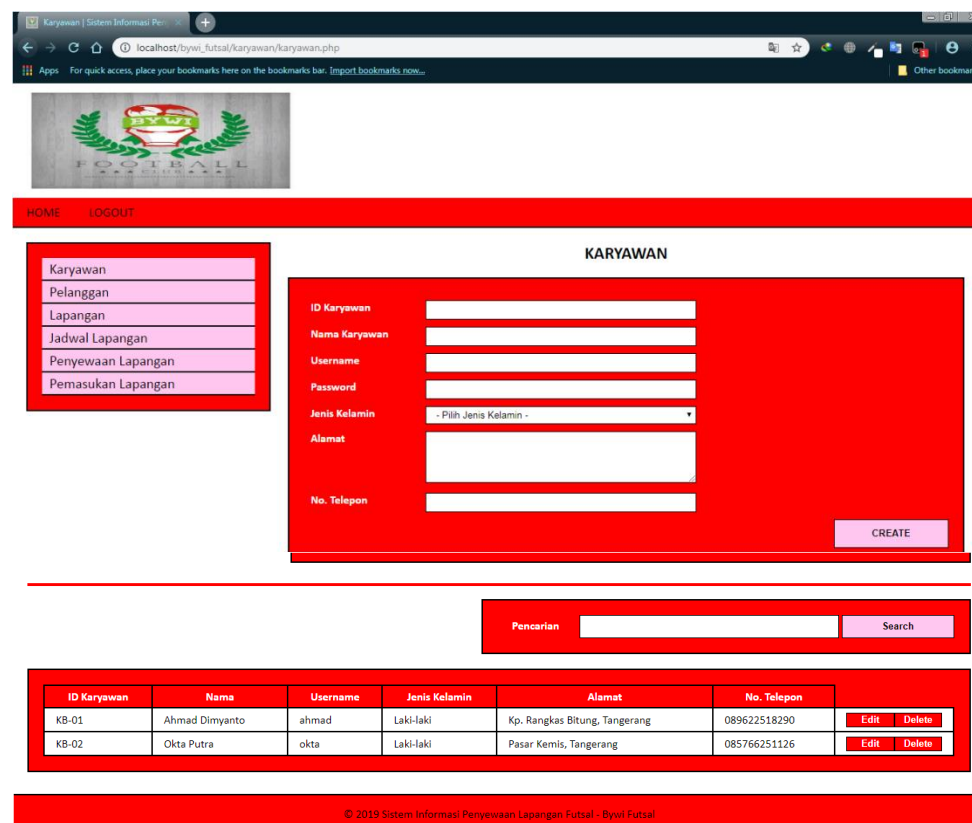 Karyawan | Sistem Informasi Pen
localhost/bywi_futsal/karyawan/karyawan.php
Apps For quick access, place your bookmarks here on the bookmarks bar. Import bookmarks now...
Other bookmar
BYWI
FOOTBALL
CLUB
HOME LOGOUT
Karyawan
Pelanggan
Lapangan
Jadwal Lapangan
Penyewaan Lapangan
Pemasukan Lapangan
KARYAWAN
ID Karyawan
Nama Karyawan
Username
Password
Jenis Kelamin - Pilih Jenis Kelamin -
Alamat
No. Telepon
CREATE
Pencarian Search
ID Karyawan Nama Username Jenis Kelamin Alamat No. Telepon
KB-01 Ahmad Dimyanto ahmad Laki-laki Kp. Rangkas Bitung, Tangerang 089622518290 Edit Delete
KB-02 Okta Putra okta Laki-laki Pasar Kemis, Tangerang 085766251126 Edit Delete
© 2019 Sistem Informasi Penyewaan Lapangan Futsal - Bywi Futsal